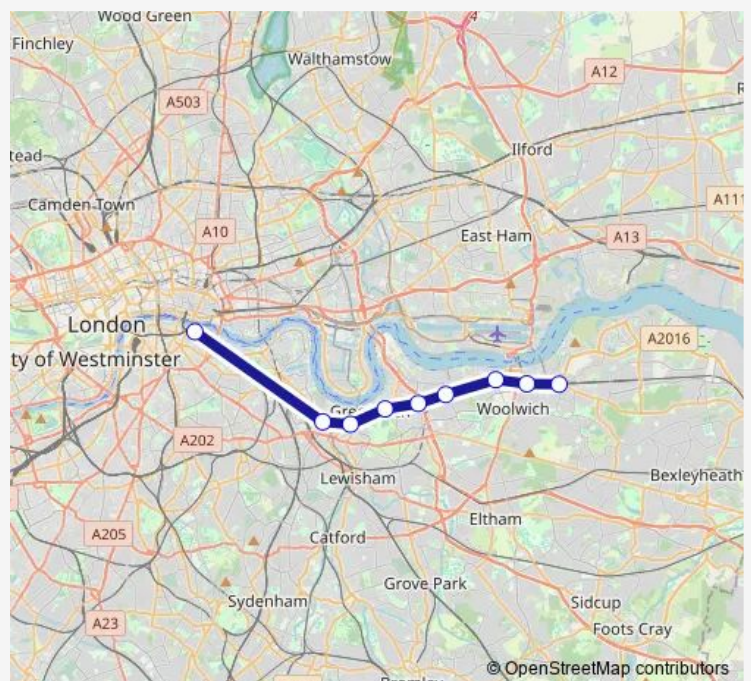 Wood Green
Finchley
Walthamstow
A12
A503
R
tead
Ilford
Camden Town
A111
A10
East Ham
A13
London
ty of Westminster
A2016
Gre
Woolwich
A202
Lewisham
Bexleyheath
Eltham
A205
Catford
Grove Park
Sydenham
Sidcup
A23
Foots Cray
© OpenStreetMap contributors